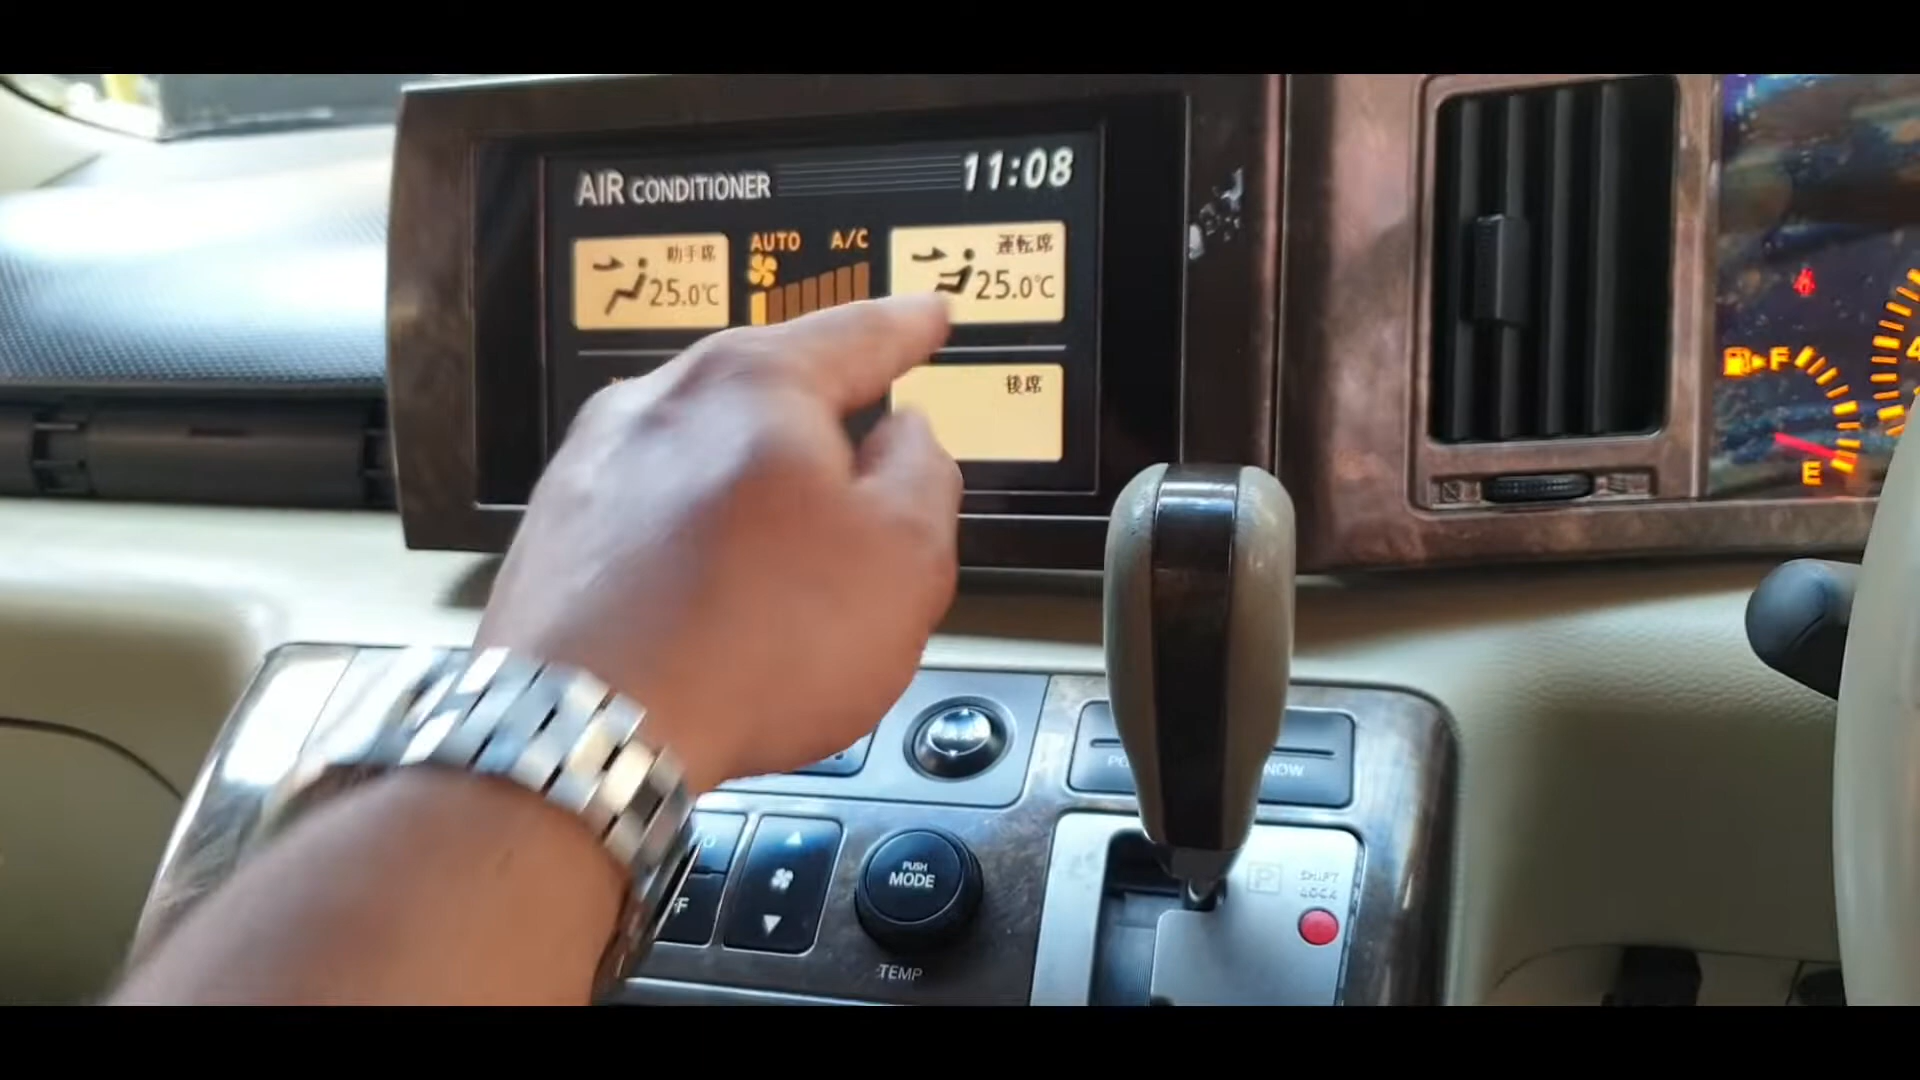 AIR CONDITIONER 11:08
助手席 AUTO A/C 運転席
25.0℃ 25.0℃
後席
F
E
NOW
PUSH
MODE
TEMP
P
SHIFT
LOCK